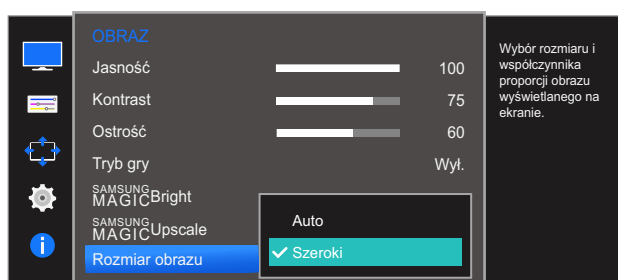 OBRAZ
Jasność 100
Kontrast 75
Ostrość 60
Tryb gry Wył.
SAMSUNG MAGIC Bright
SAMSUNG MAGIC Upscale
Rozmiar obrazu
Auto
Szeroki
Wybór rozmiaru i
współczynnika
proporcji obrazu
wyświetlanego na
ekranie.